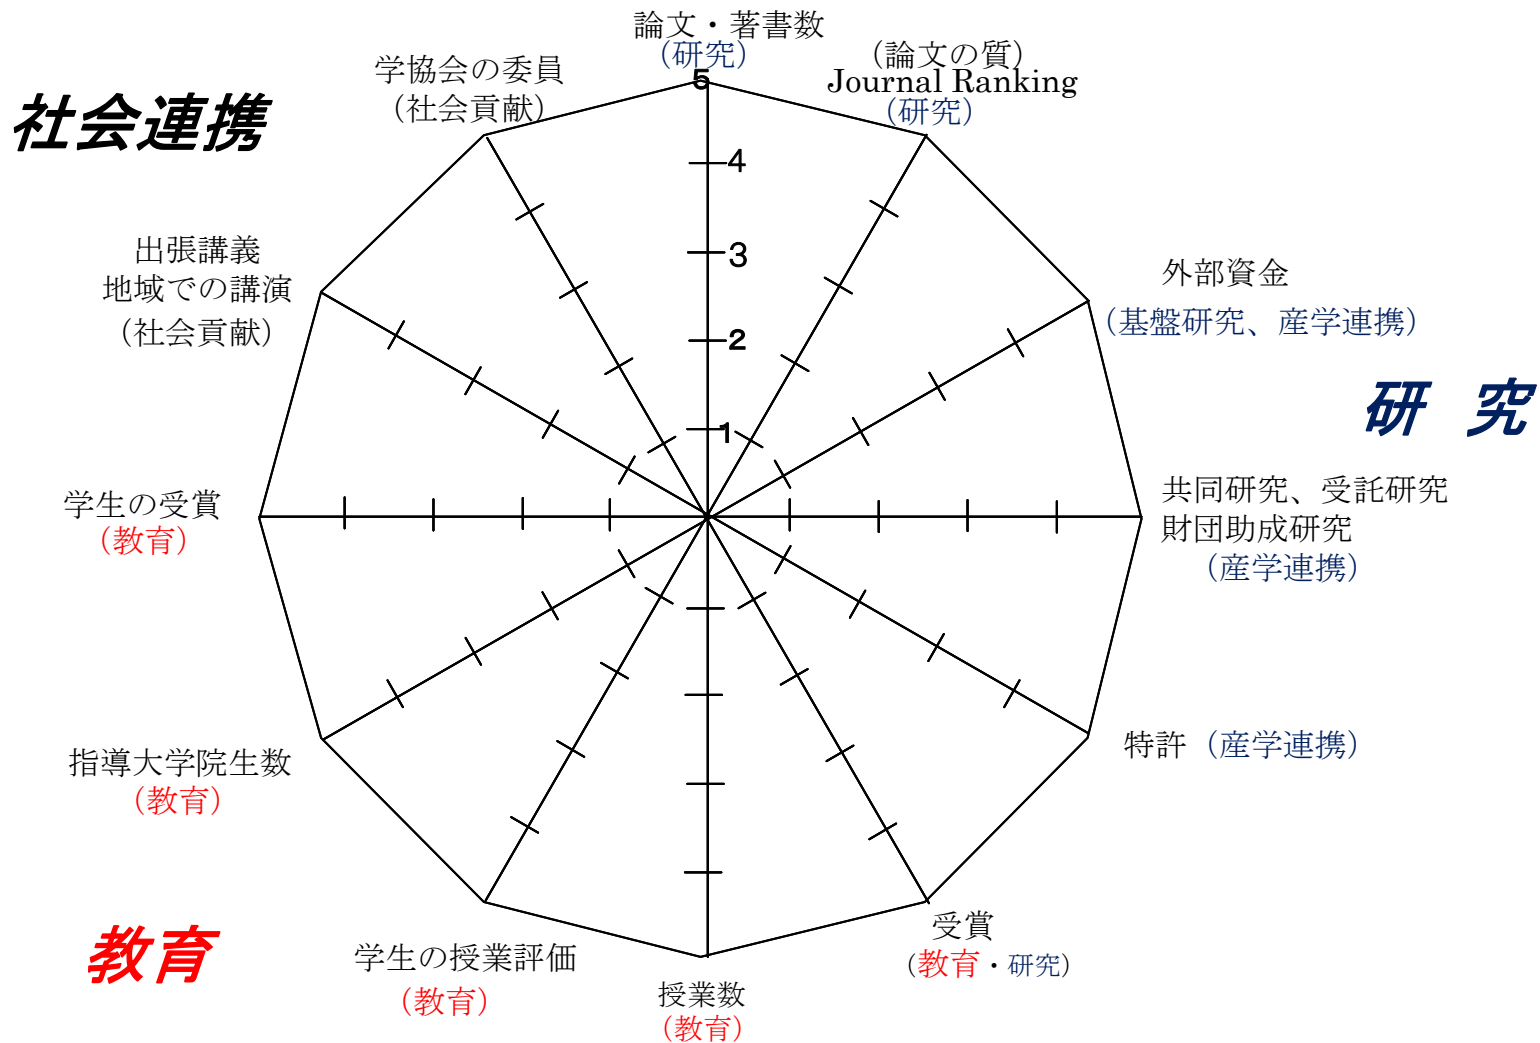 論文・著書数
（研究）
（論文の質）
Journal Ranking
（研究）
学協会の委員
（社会貢献）
社会連携
5
4
3
2
1
出張講義
地域での講演
（社会貢献）
外部資金
（基盤研究、産学連携）
研 究
学生の受賞
（教育）
共同研究、受託研究
財団助成研究
（産学連携）
指導大学院生数
（教育）
特許（産学連携）
教育
学生の授業評価
（教育）
授業数
（教育）
受賞
（教育・研究）